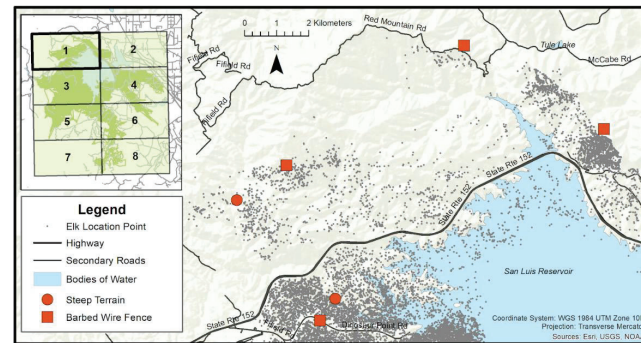 1
2
3
4
5
6
7
8
0
1
2 Kilometers
N
Red Mountain Rd
Tule Lake
McCabe Rd
Fifield Rd
Fifield Rd
Fifield Rd
State Rte 152
State Rte 152
State Rte 152
San Luis Reservoir
Fifield Rd
Dinosaur Point Rd
Legend
Elk Location Point
Highway
Secondary Roads
Bodies of Water
Steep Terrain
Barbed Wire Fence
Coordinate System: WGS 1984 UTM Zone 10
Projection: Transverse Mercat
Sources: Esri, USGS, NOA